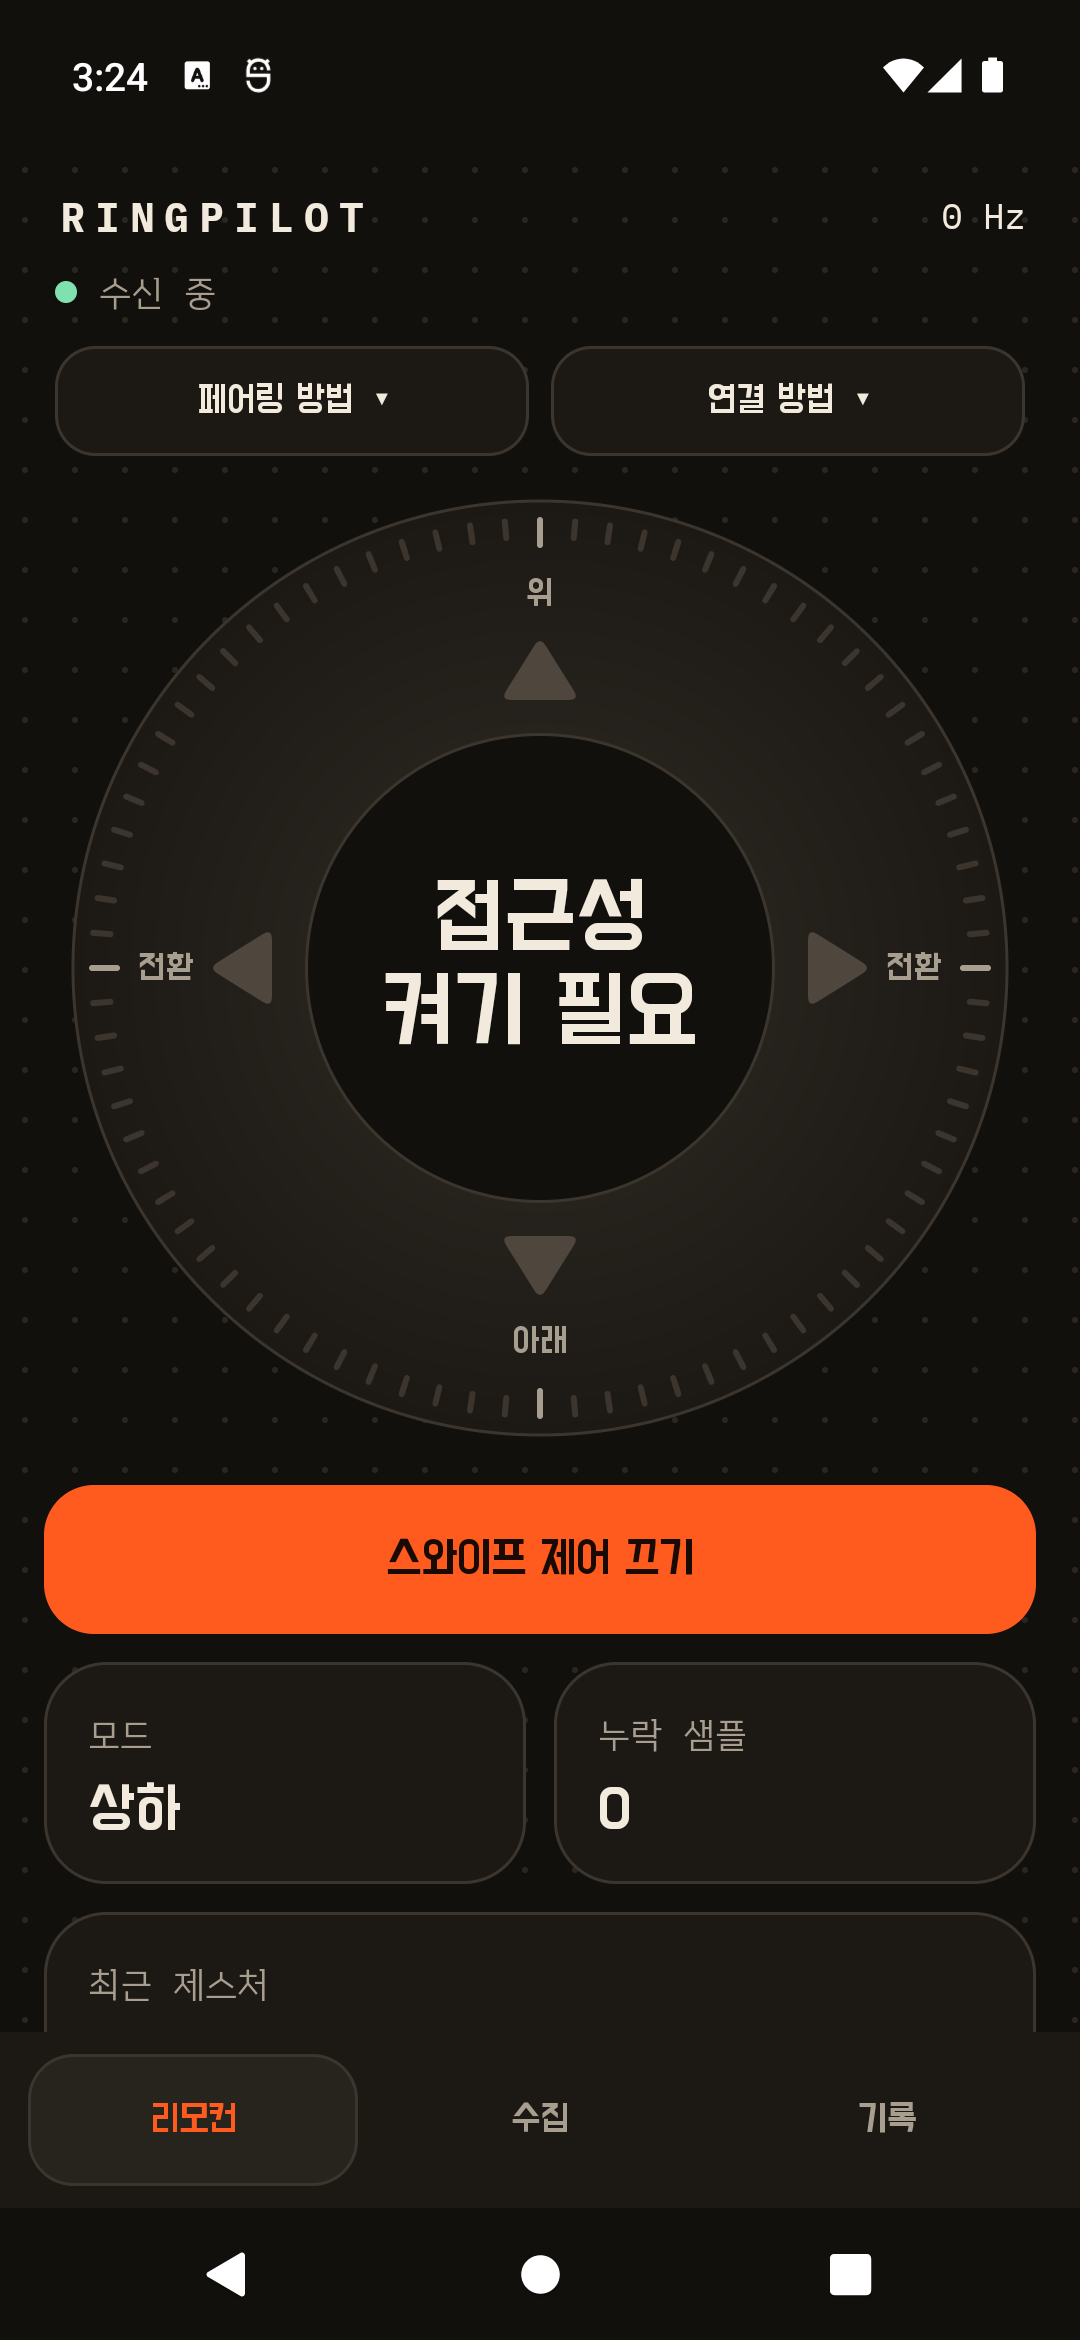 3:24
RINGPILOT
0 Hz
수신 중
페어링 방법 ▼
연결 방법 ▼
위
전환
접근성
켜기 필요
전환
아래
스와이프 제어 끄기
모드
상하
누락 샘플
0
최근 제스처
리모컨
수집
기록